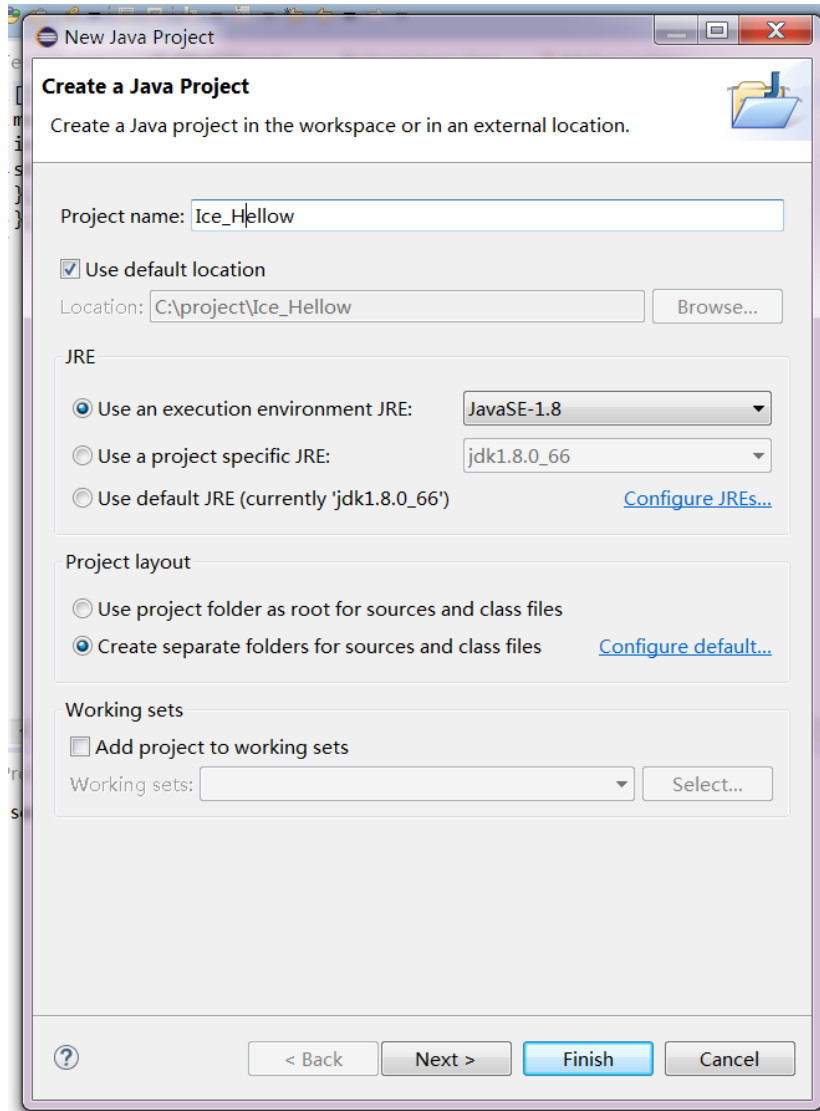 New Java Project
Create a Java Project
Create a Java project in the workspace or in an external location.
Project name: Ice_Hellow
Use default location
Location: C:\project\Ice_Hellow Browse...
JRE
Use an execution environment JRE: JavaSE-1.8
Use a project specific JRE: jdk1.8.0_66
Use default JRE (currently 'jdk1.8.0_66') Configure JREs...
Project layout
Use project folder as root for sources and class files
Create separate folders for sources and class files Configure default...
Working sets
Add project to working sets
Working sets: Select...
? < Back Next > Finish Cancel